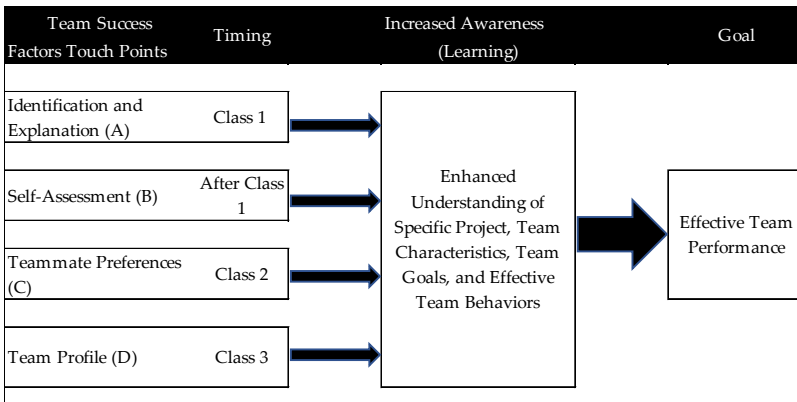 Team Success
Factors Touch Points
Timing
Increased Awareness
(Learning)
Goal
Identification and
Explanation (A)
Class 1
Self-Assessment (B)
After Class
1
Teammate Preferences
(C)
Class 2
Team Profile (D)
Class 3
Enhanced
Understanding of
Specific Project, Team
Characteristics, Team
Goals, and Effective
Team Behaviors
Effective Team
Performance